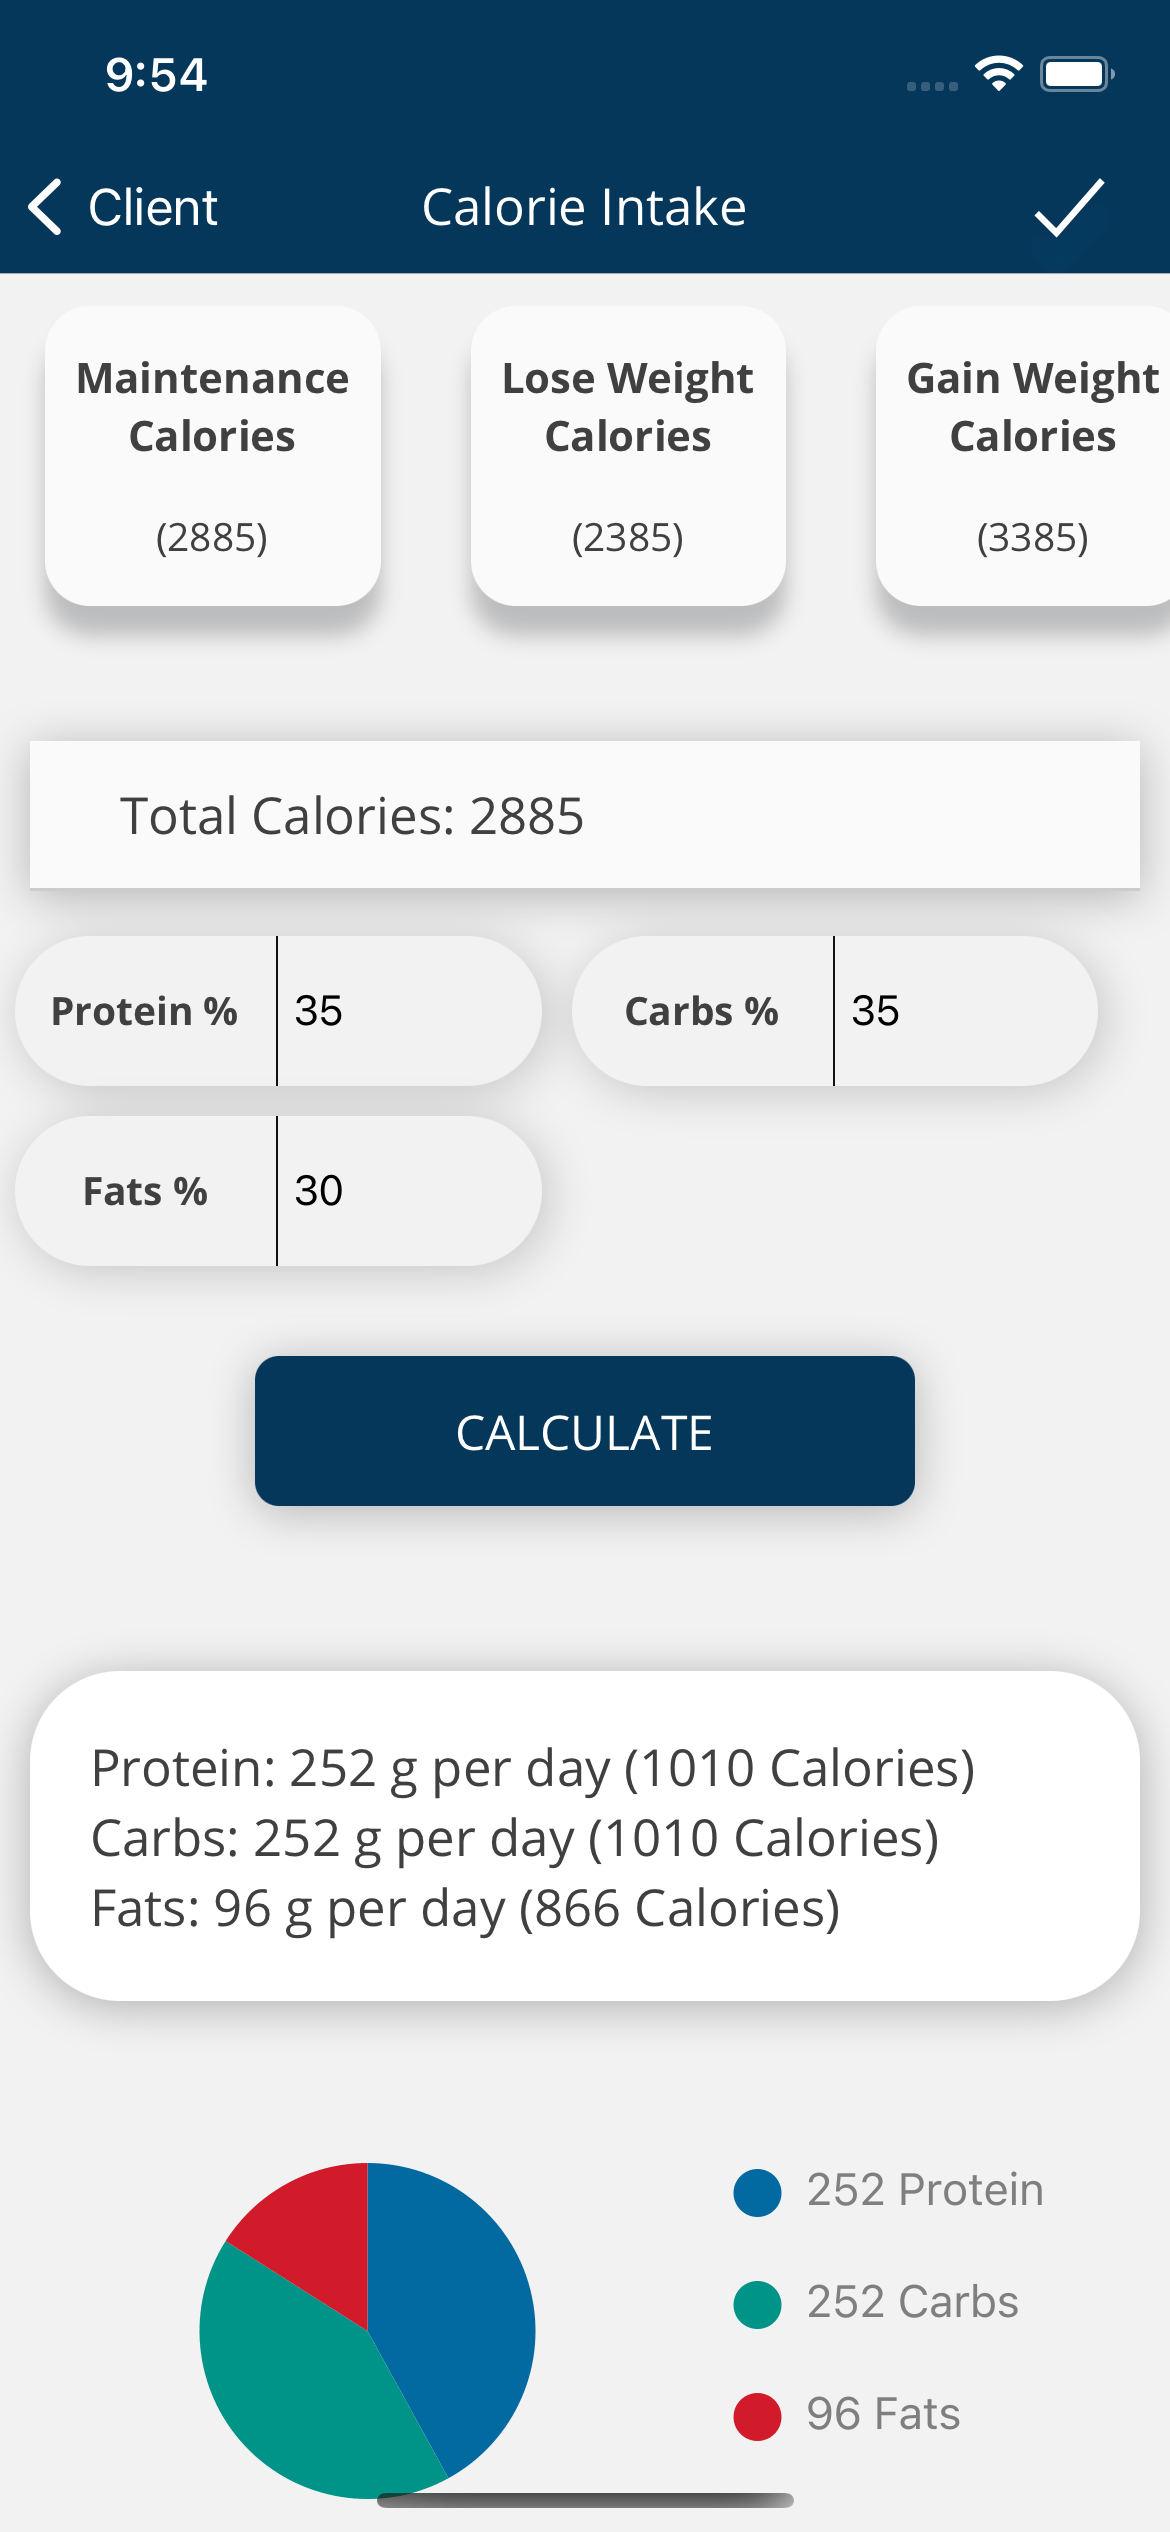 9:54
Client
Calorie Intake
Maintenance
Calories
(2885)
Lose Weight
Calories
(2385)
Gain Weight
Calories
(3385)
Total Calories: 2885
Protein %
35
Carbs %
35
Fats %
30
CALCULATE
Protein: 252 g per day (1010 Calories)
Carbs: 252 g per day (1010 Calories)
Fats: 96 g per day (866 Calories)
252 Protein
252 Carbs
96 Fats